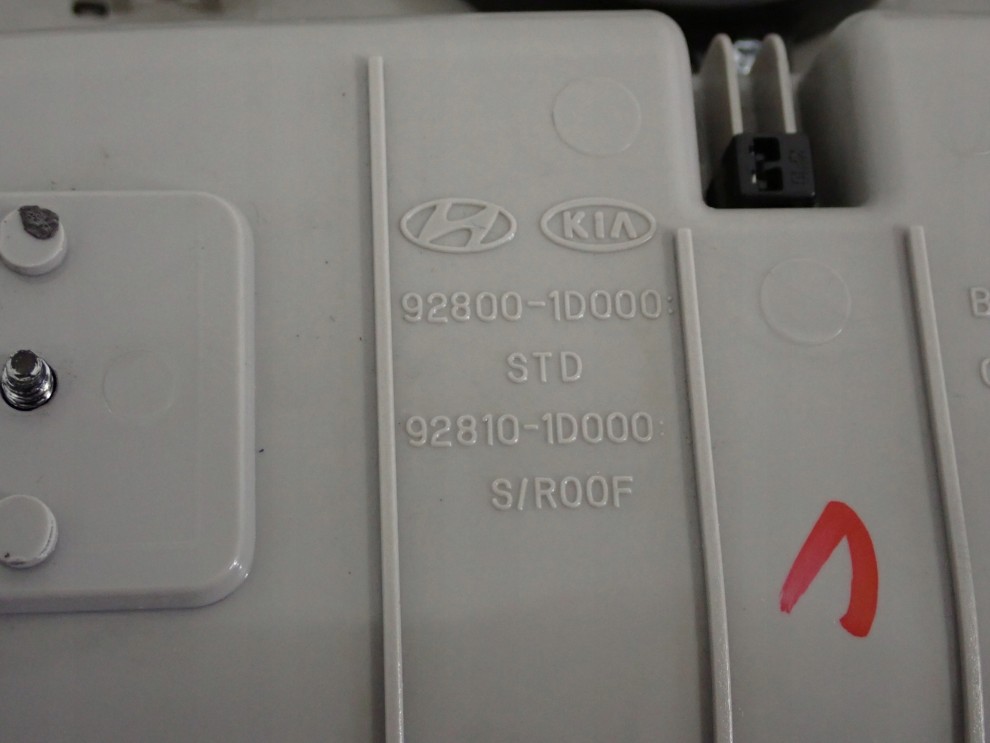 KIA
92800-1D000:
STD
92810-1D000:
S/ROOF